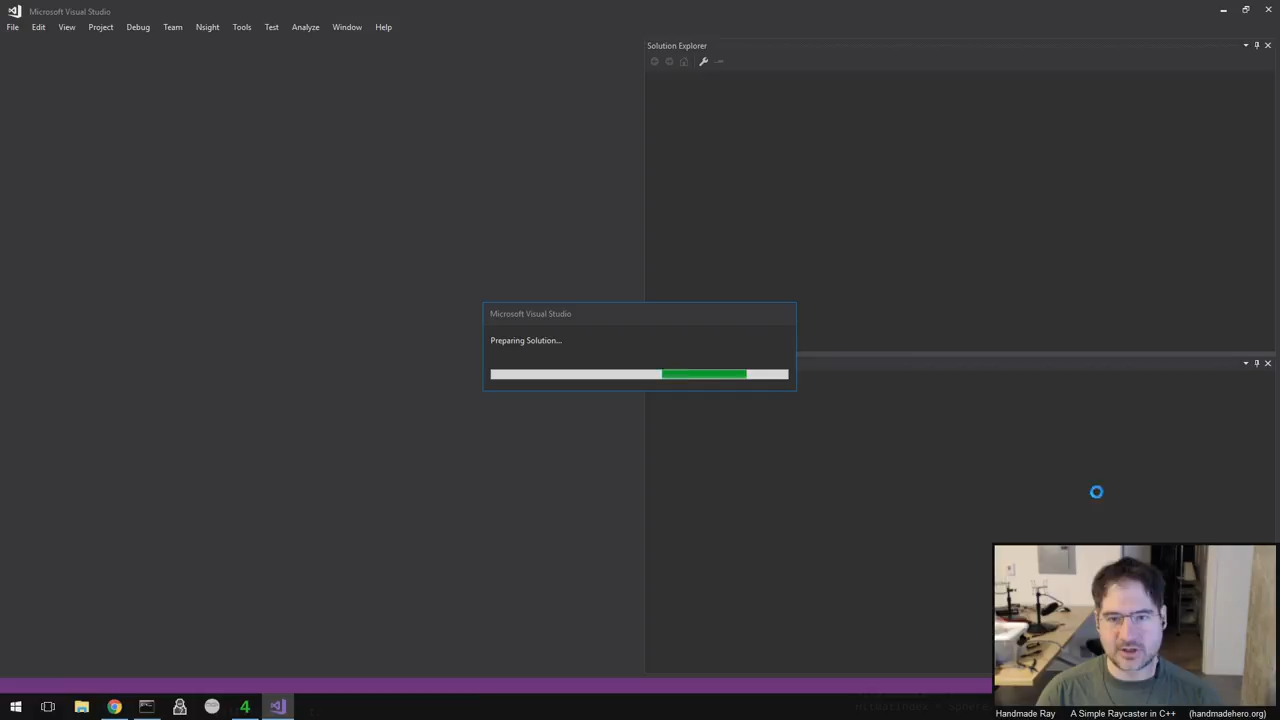 Microsoft Visual Studio
File Edit View Project Debug Team Nsight Tools Test Analyze Window Help
Solution Explorer
Microsoft Visual Studio
Preparing Solution...
4
Handmade Ray A Simple Raycaster in C++ (handmadehero.org)